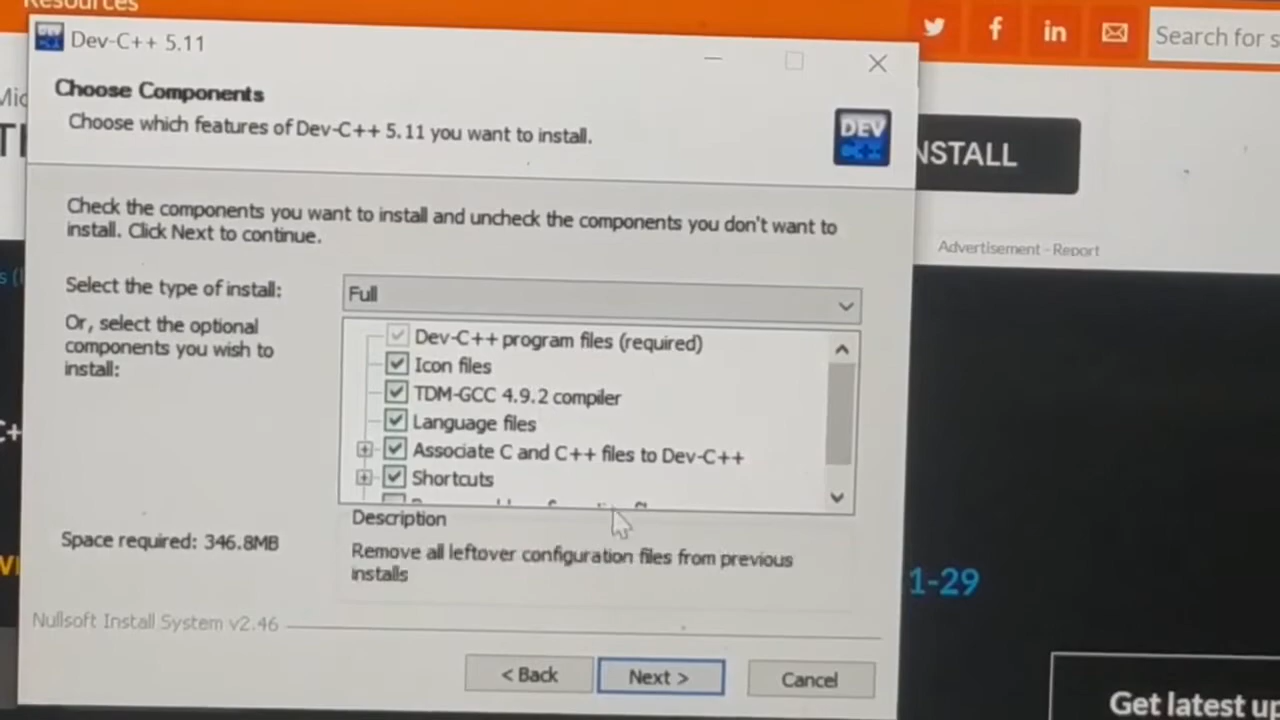 Resources
Dev-C++ 5.11
Search for s
Choose Components
Choose which features of Dev-C++ 5.11 you want to install.
DEV
C++
NSTALL
Check the components you want to install and uncheck the components you don't want to
install. Click Next to continue.
Advertisement - Report
Select the type of install:
Full
Or, select the optional
components you wish to
install:
Dev-C++ program files (required)
Icon files
TDM-GCC 4.9.2 compiler
Language files
Associate C and C++ files to Dev-C++
Shortcuts
Description
Space required: 346.8MB
Remove all leftover configuration files from previous
installs
1-29
Nullsoft Install System v2.46
< Back
Next >
Cancel
Get latest up